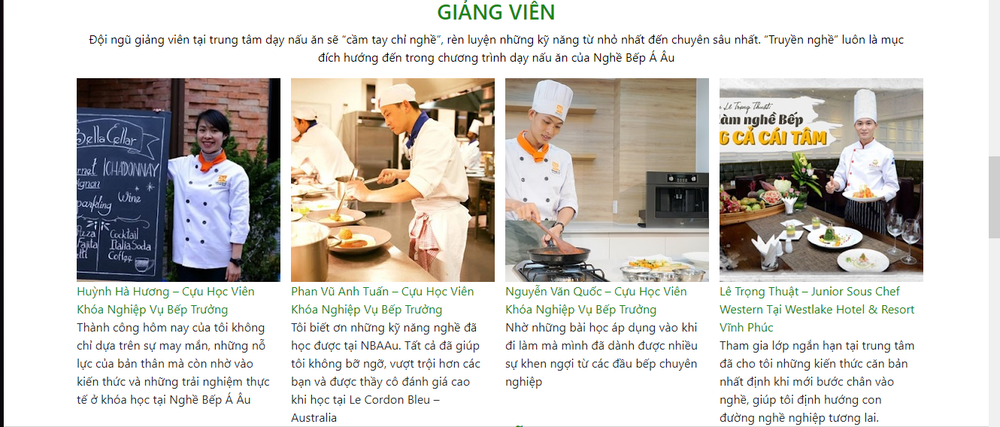 GIẢNG VIÊN
Đội ngũ giảng viên tại trung tâm dạy nấu ăn sẽ “cầm tay chỉ nghề”, rèn luyện những kỹ năng từ nhỏ nhất đến chuyên sâu nhất. “Truyền nghề” luôn là mục
đích hướng đến trong chương trình dạy nấu ăn của Nghề Bếp Á Âu
Bella Cellar
CHADONNAY
Wine
Cocktail
Italia Soda
Coffee
Lê Trọng Thuật:
àm nghề Bếp
G CẢ CÁI TÂM
Huỳnh Hà Hương – Cựu Học Viên
Khóa Nghiệp Vụ Bếp Trưởng
Thành công hôm nay của tôi không
chỉ dựa trên sự may mắn, những nỗ
lực của bản thân mà còn nhờ vào
kiến thức và những trải nghiệm thực
tế ở khóa học tại Nghề Bếp Á Âu
Phan Vũ Anh Tuấn – Cựu Học Viên
Khóa Nghiệp Vụ Bếp Trưởng
Tôi biết ơn những kỹ năng nghề đã
học được tại NBAAu. Tất cả đã giúp
tôi không bỡ ngỡ, vượt trội hơn các
bạn và được thầy cô đánh giá cao
khi học tại Le Cordon Bleu –
Australia
Nguyễn Văn Quốc – Cựu Học Viên
Khóa Nghiệp Vụ Bếp Trưởng
Nhờ những bài học áp dụng vào khi
đi làm mà mình đã dành được nhiều
sự khen ngợi từ các đầu bếp chuyên
nghiệp
Lê Trọng Thuật – Junior Sous Chef
Western Tại Westlake Hotel & Resort
Vĩnh Phúc
Tham gia lớp ngắn hạn tại trung tâm
đã cho tôi những kiến thức căn bản
nhất định khi mới bước chân vào
nghề, giúp tôi định hướng con
đường nghề nghiệp tương lai.